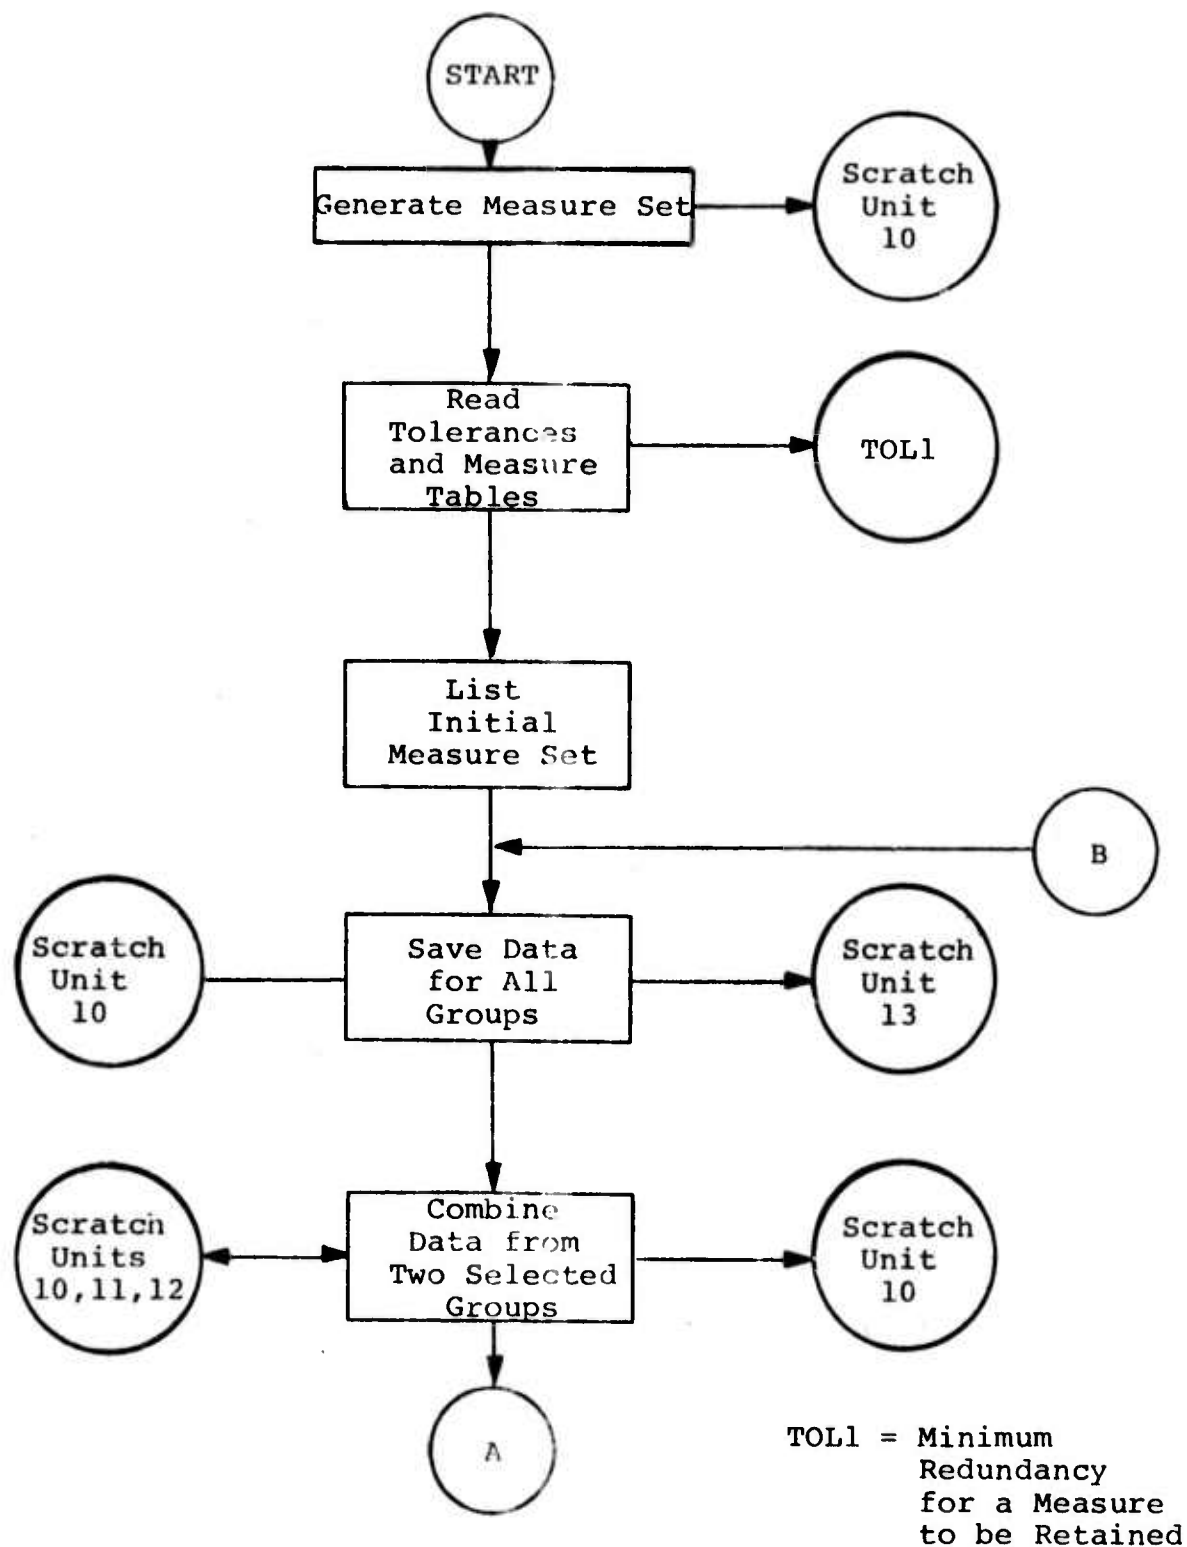 START
Generate Measure Set
Scratch
Unit
10
Read
Tolerances
and Measure
Tables
TOL1
List
Initial
Measure Set
B
Scratch
Unit
10
Save Data
for All
Groups
Scratch
Unit
13
Scratch
Units
10,11,12
Combine
Data from
Two Selected
Groups
Scratch
Unit
10
A
TOL1 = Minimum
Redundancy
for a Measure
to be Retained